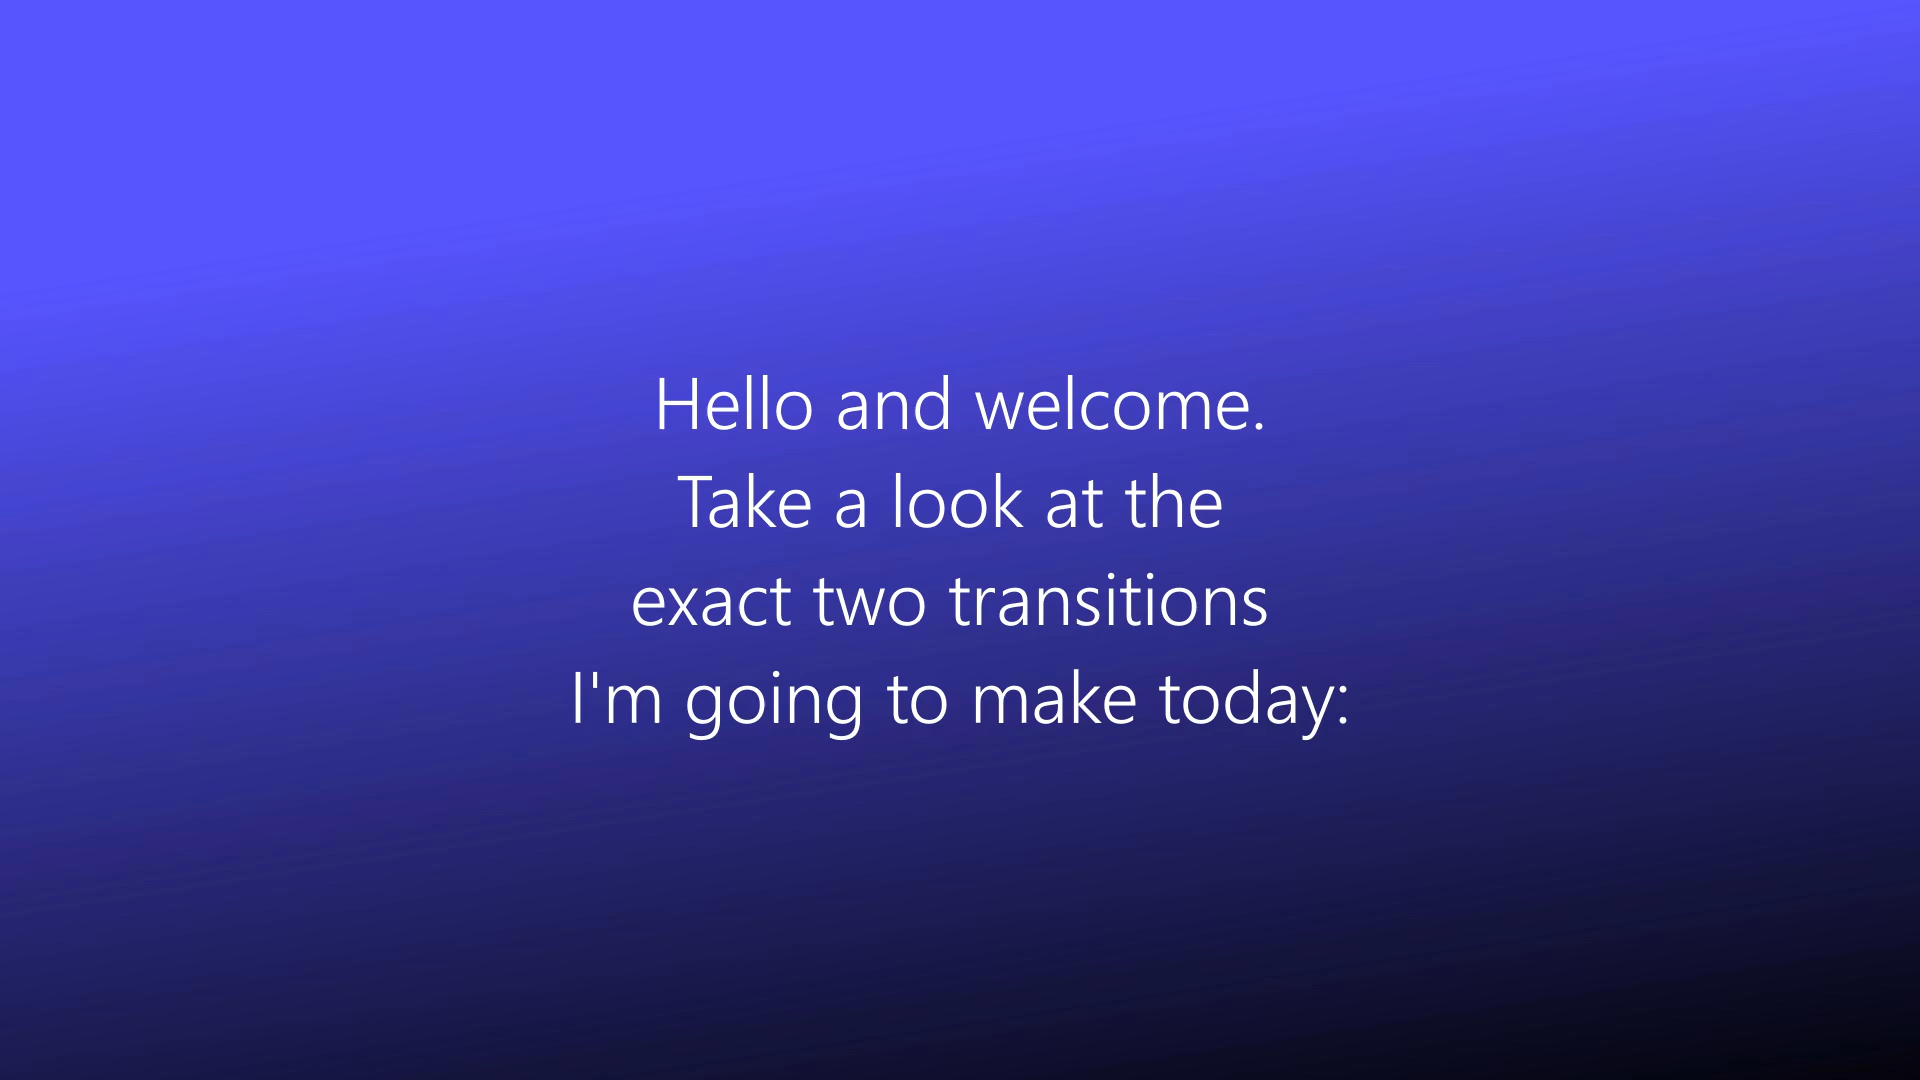 Hello and welcome.
Take a look at the
exact two transitions
I'm going to make today: